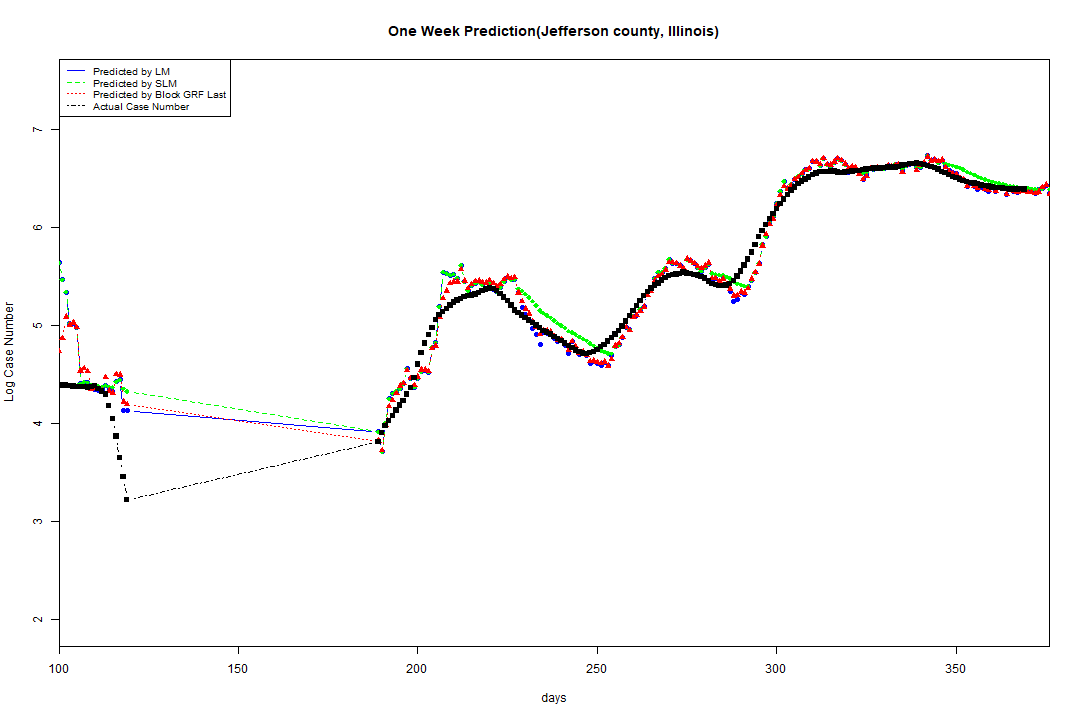 One Week Prediction(Jefferson county, Illinois)
Predicted by LM
Predicted by SLM
Predicted by Block GRF Last
Actual Case Number
Log Case Number
7
6
5
4
3
2
100 150 200 250 300 350
days